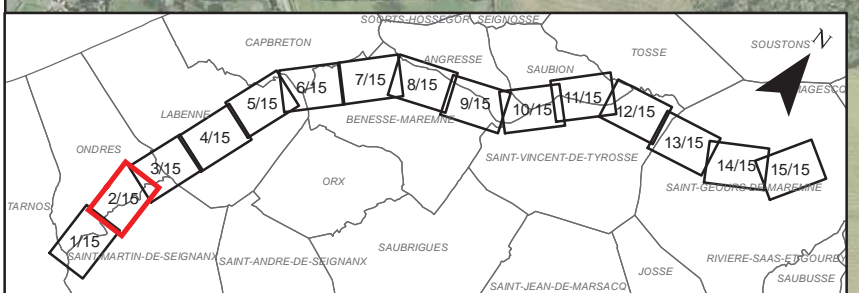 SOORTS-HOSSEGOR SEIGNOSSE
CAPBRETON
ANGRESSE
SAUBION
TOSSE
SOUSTONS
N
MAGESCQ
LABENNE
5/15
6/15
7/15
8/15
9/15
10/15
11/15
12/15
BENESSE-MAREMNE
4/15
ONDRES
3/15
13/15
SAINT-VINCENT-DE-TYROSSE
14/15
15/15
ORX
SAINT-GEOURS-DE-MAREMNE
2/15
TARNOS
1/15
SAINT-MARTIN-DE-SEIGNANX
SAINT-ANDRE-DE-SEIGNANX
SAUBRIGUES
RIVIERE-SAAS-ET-GOURBY
JOSSE
SAUBUSSE
SAINT-JEAN-DE-MARSACQ